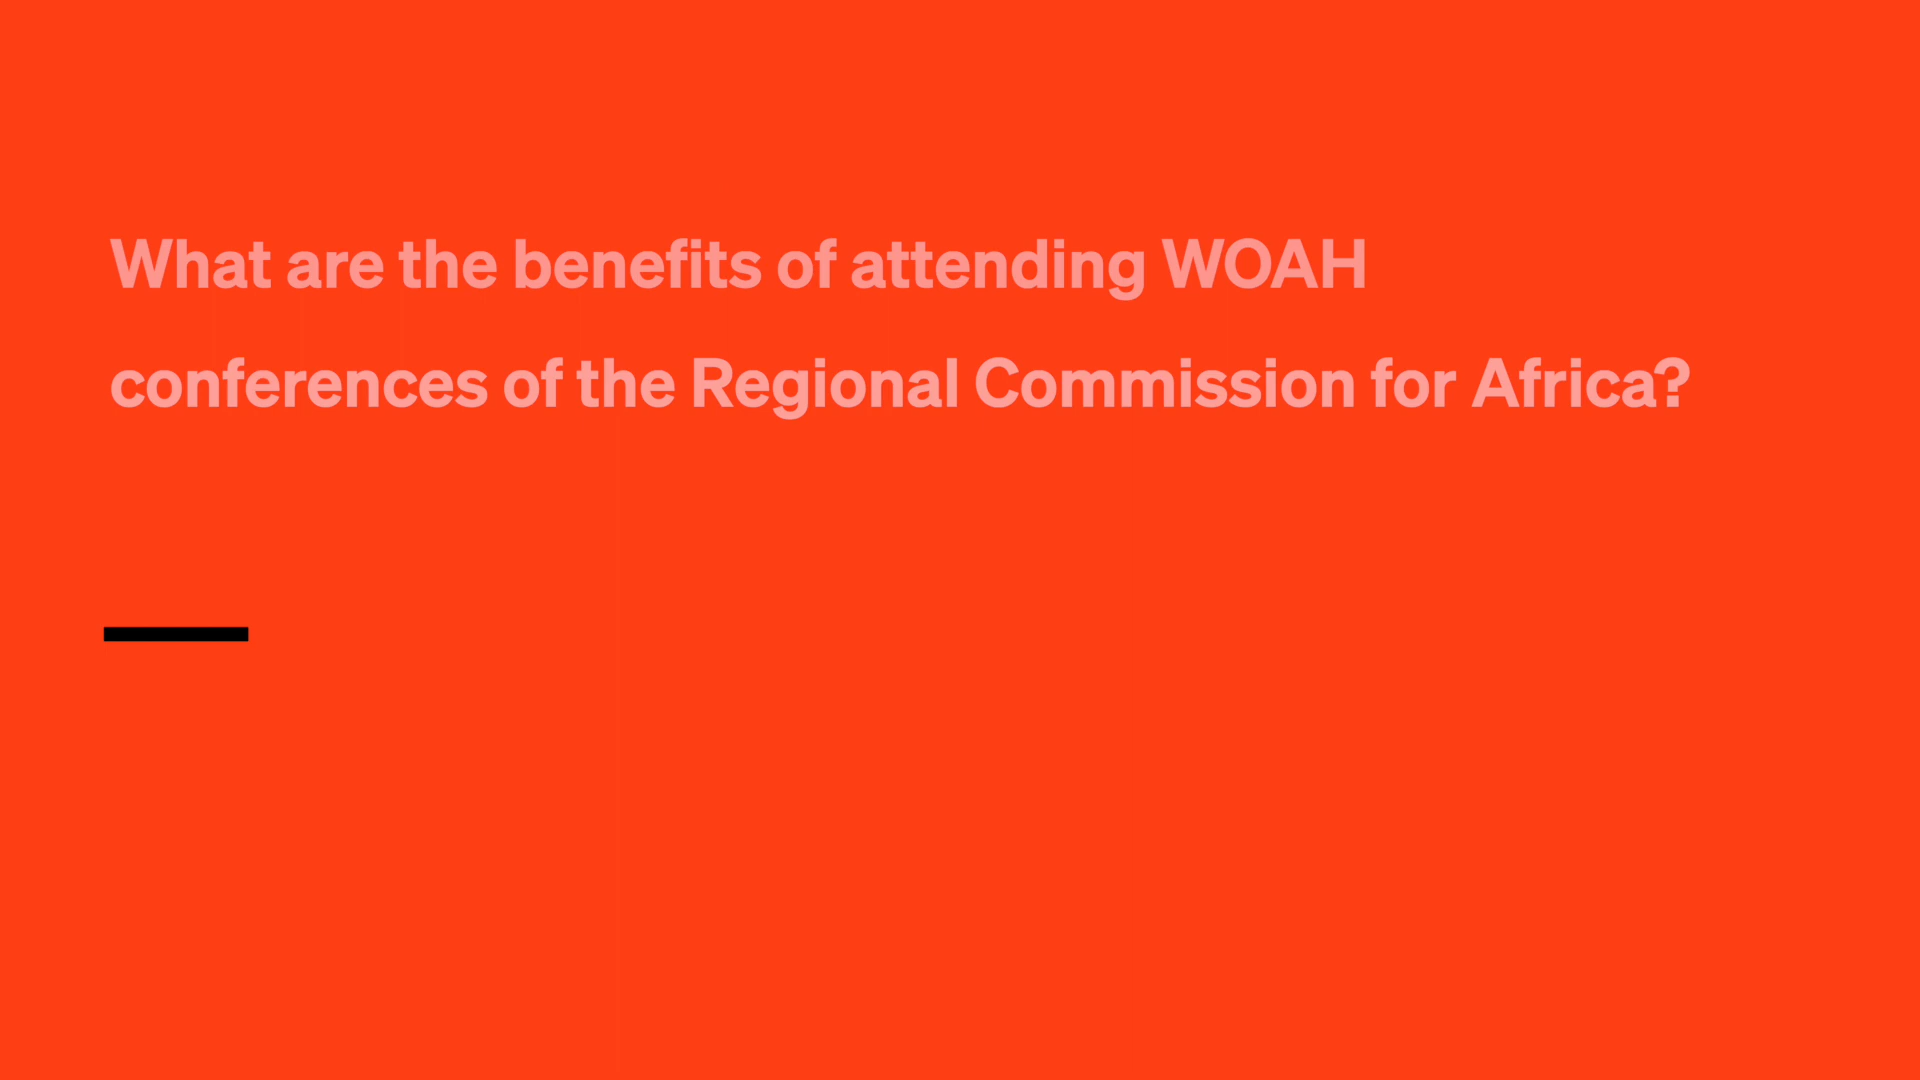 What are the benefits of attending WOAH
conferences of the Regional Commission for Africa?